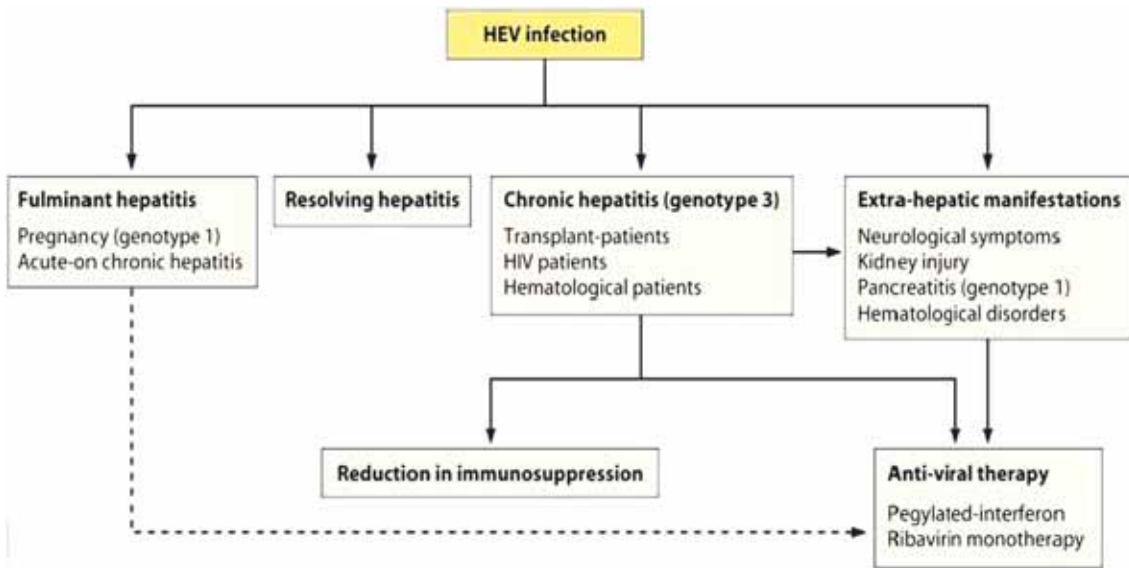 HEV infection
Fulminant hepatitis
Pregnancy (genotype 1)
Acute-on chronic hepatitis
Resolving hepatitis
Chronic hepatitis (genotype 3)
Transplant-patients
HIV patients
Hematological patients
Extra-hepatic manifestations
Neurological symptoms
Kidney injury
Pancreatitis (genotype 1)
Hematological disorders
Reduction in immunosuppression
Anti-viral therapy
Pegylated-interferon
Ribavirin monotherapy